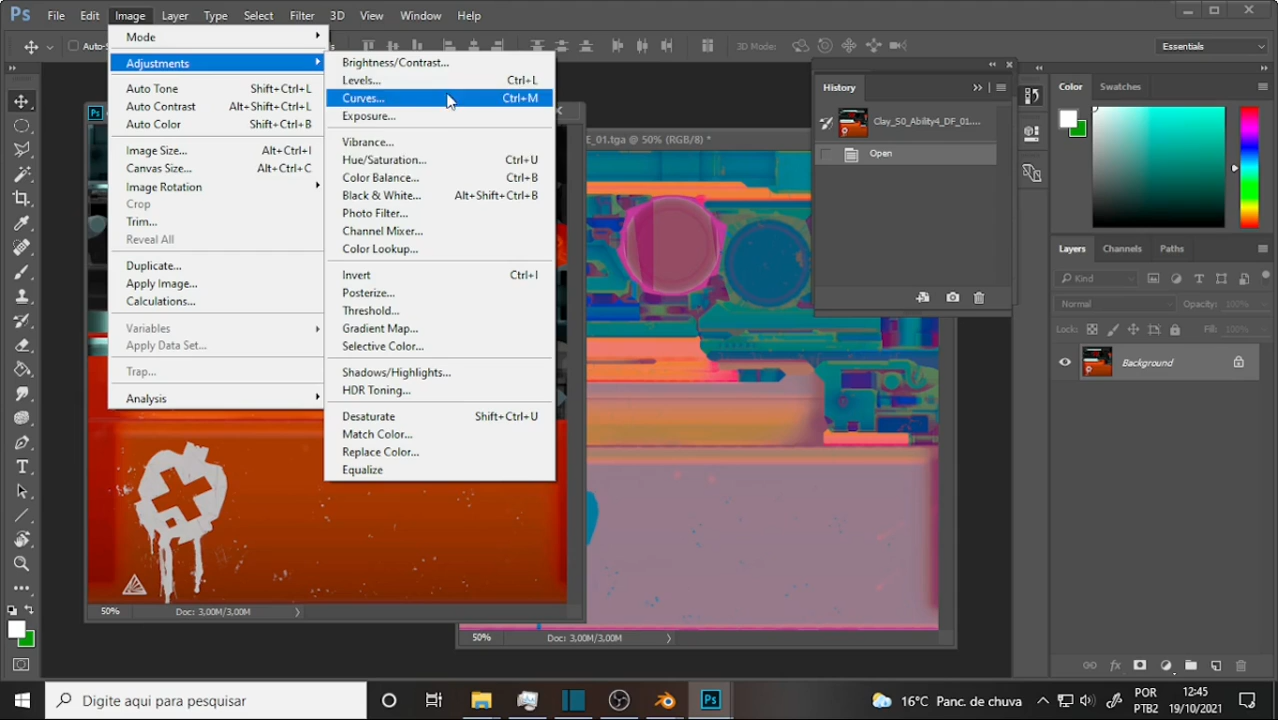 Ps File Edit Image Layer Type Select Filter 3D View Window Help
3D Mode:
Essentials
Mode
Adjustments
Auto Tone Shift+Ctrl+L
Auto Contrast Alt+Shift+Ctrl+L
Auto Color Shift+Ctrl+B
Image Size... Alt+Ctrl+I
Canvas Size... Alt+Ctrl+C
Image Rotation
Crop
Trim...
Reveal All
Duplicate...
Apply Image...
Calculations...
Variables
Apply Data Set...
Trap...
Analysis
Brightness/Contrast...
Levels... Ctrl+L
Curves... Ctrl+M
Exposure...
Vibrance...
Hue/Saturation... Ctrl+U
Color Balance... Ctrl+B
Black & White... Alt+Shift+Ctrl+B
Photo Filter...
Channel Mixer...
Color Lookup...
Invert Ctrl+I
Posterize...
Threshold...
Gradient Map...
Selective Color...
Shadows/Highlights...
HDR Toning...
Desaturate Shift+Ctrl+U
Match Color...
Replace Color...
Equalize
Ps
E_01.tga @ 50% (RGB/8) *
History
Clay_S0_Ability4_DF_01....
Open
Color Swatches
Layers Channels Paths
Kind
Normal Opacity: 100%
Locks: Fill: 100%
Background
50% Doc: 3,00M/3,00M
50% Doc: 3,00M/3,00M
Digite aqui para pesquisar
Ps
16°C Panc. de chuva
POR
PTB2
12:45
19/10/2021